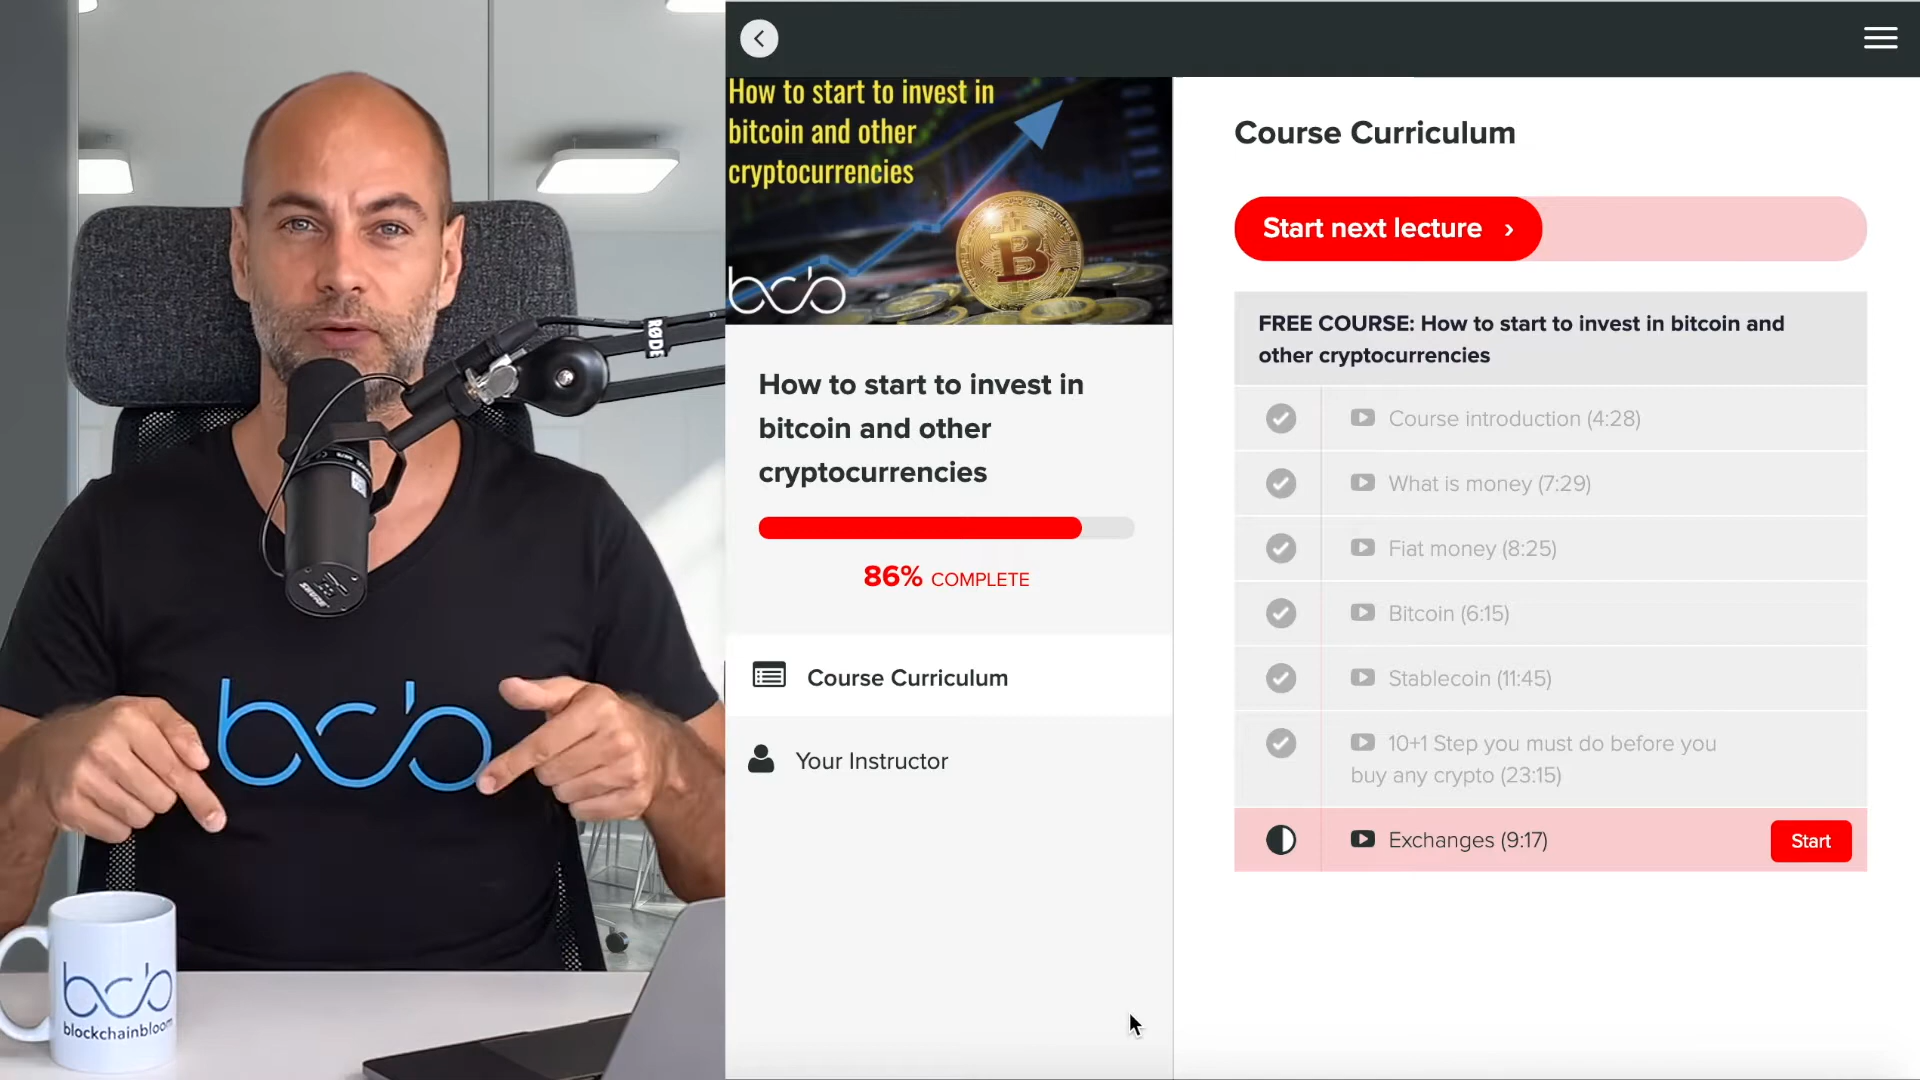 How to start to invest in
bitcoin and other
cryptocurrencies
bcb
How to start to invest in
bitcoin and other
cryptocurrencies
86% COMPLETE
Course Curriculum
Your Instructor
Course Curriculum
Start next lecture ›
FREE COURSE: How to start to invest in bitcoin and
other cryptocurrencies
Course introduction (4:28)
What is money (7:29)
Fiat money (8:25)
Bitcoin (6:15)
Stablecoin (11:45)
10+1 Step you must do before you
buy any crypto (23:15)
Exchanges (9:17)
Start
RØDE
SHURE
bcb
bcb
blockchainbloom